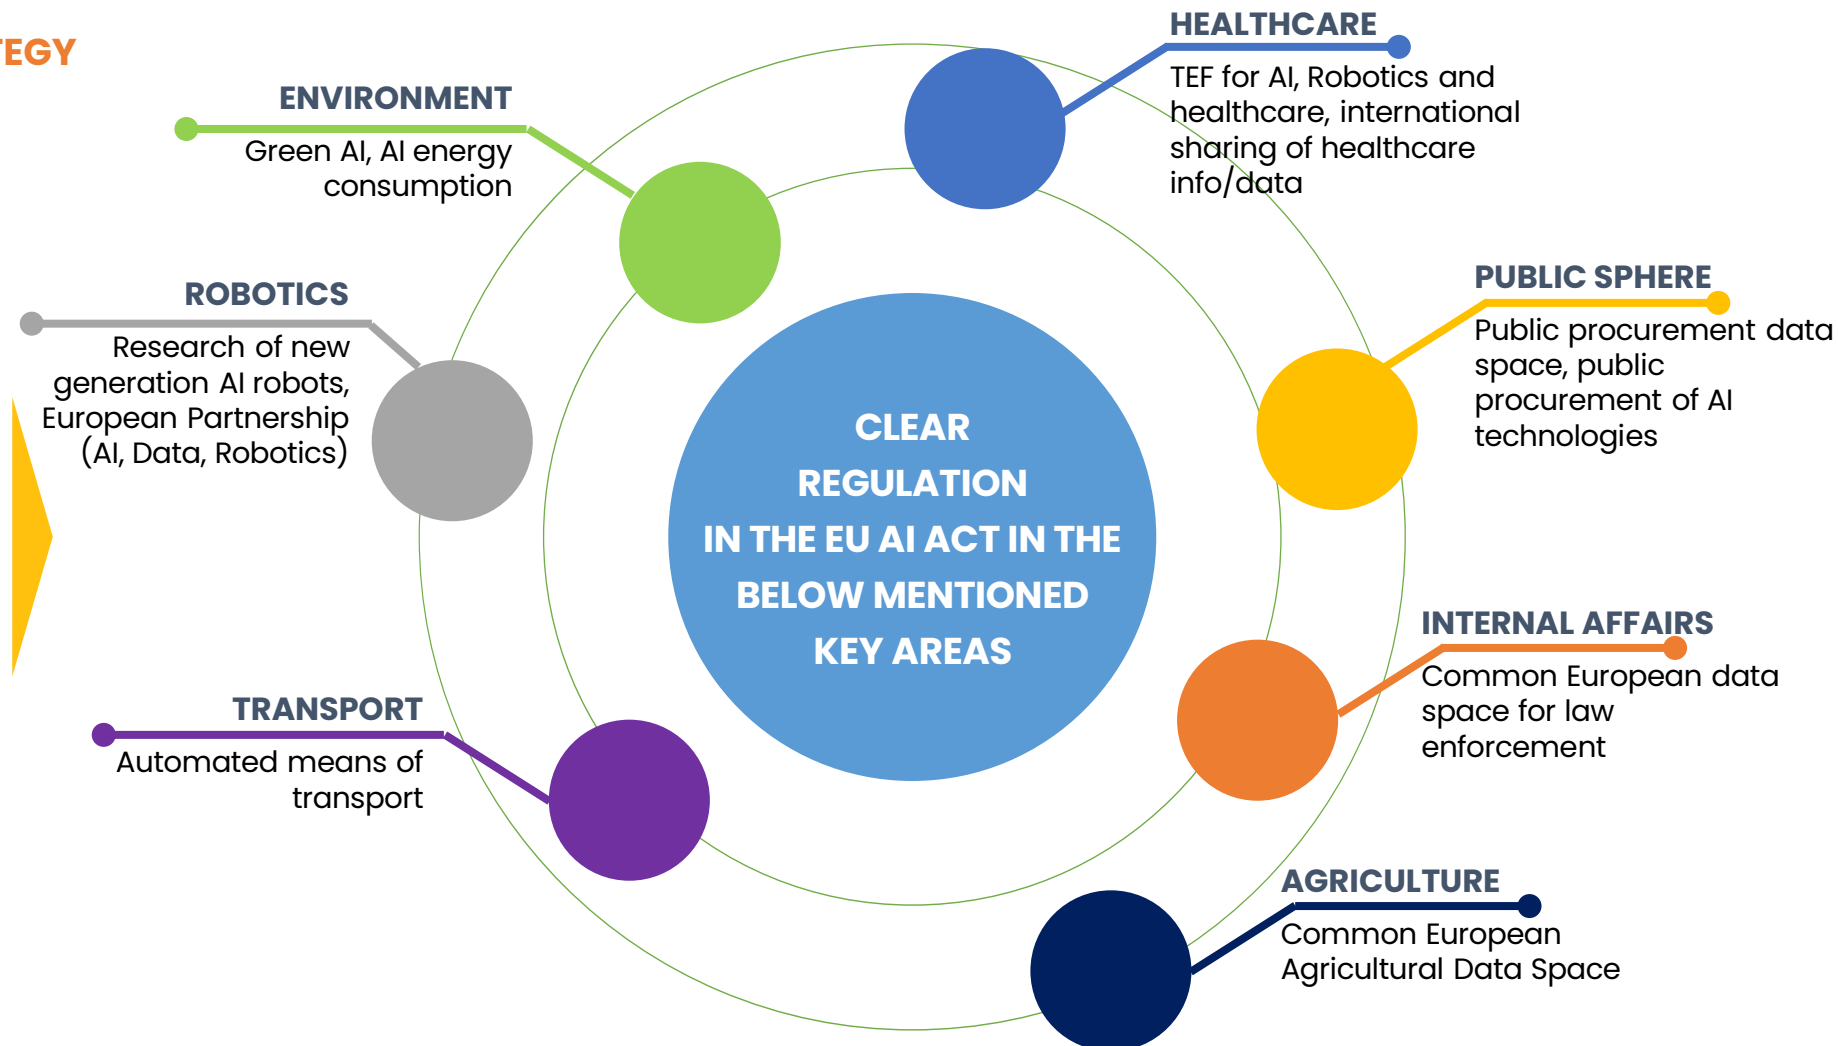 HEALTHCARE
TEF for AI, Robotics and
healthcare, international
sharing of healthcare
info/data
ENVIRONMENT
Green AI, AI energy
consumption
PUBLIC SPHERE
Public procurement data
space, public
procurement of AI
technologies
ROBOTICS
Research of new
generation AI robots,
European Partnership
(AI, Data, Robotics)
CLEAR
REGULATION
IN THE EU AI ACT IN THE
BELOW MENTIONED
KEY AREAS
INTERNAL AFFAIRS
Common European data
space for law
enforcement
TRANSPORT
Automated means of
transport
AGRICULTURE
Common European
Agricultural Data Space